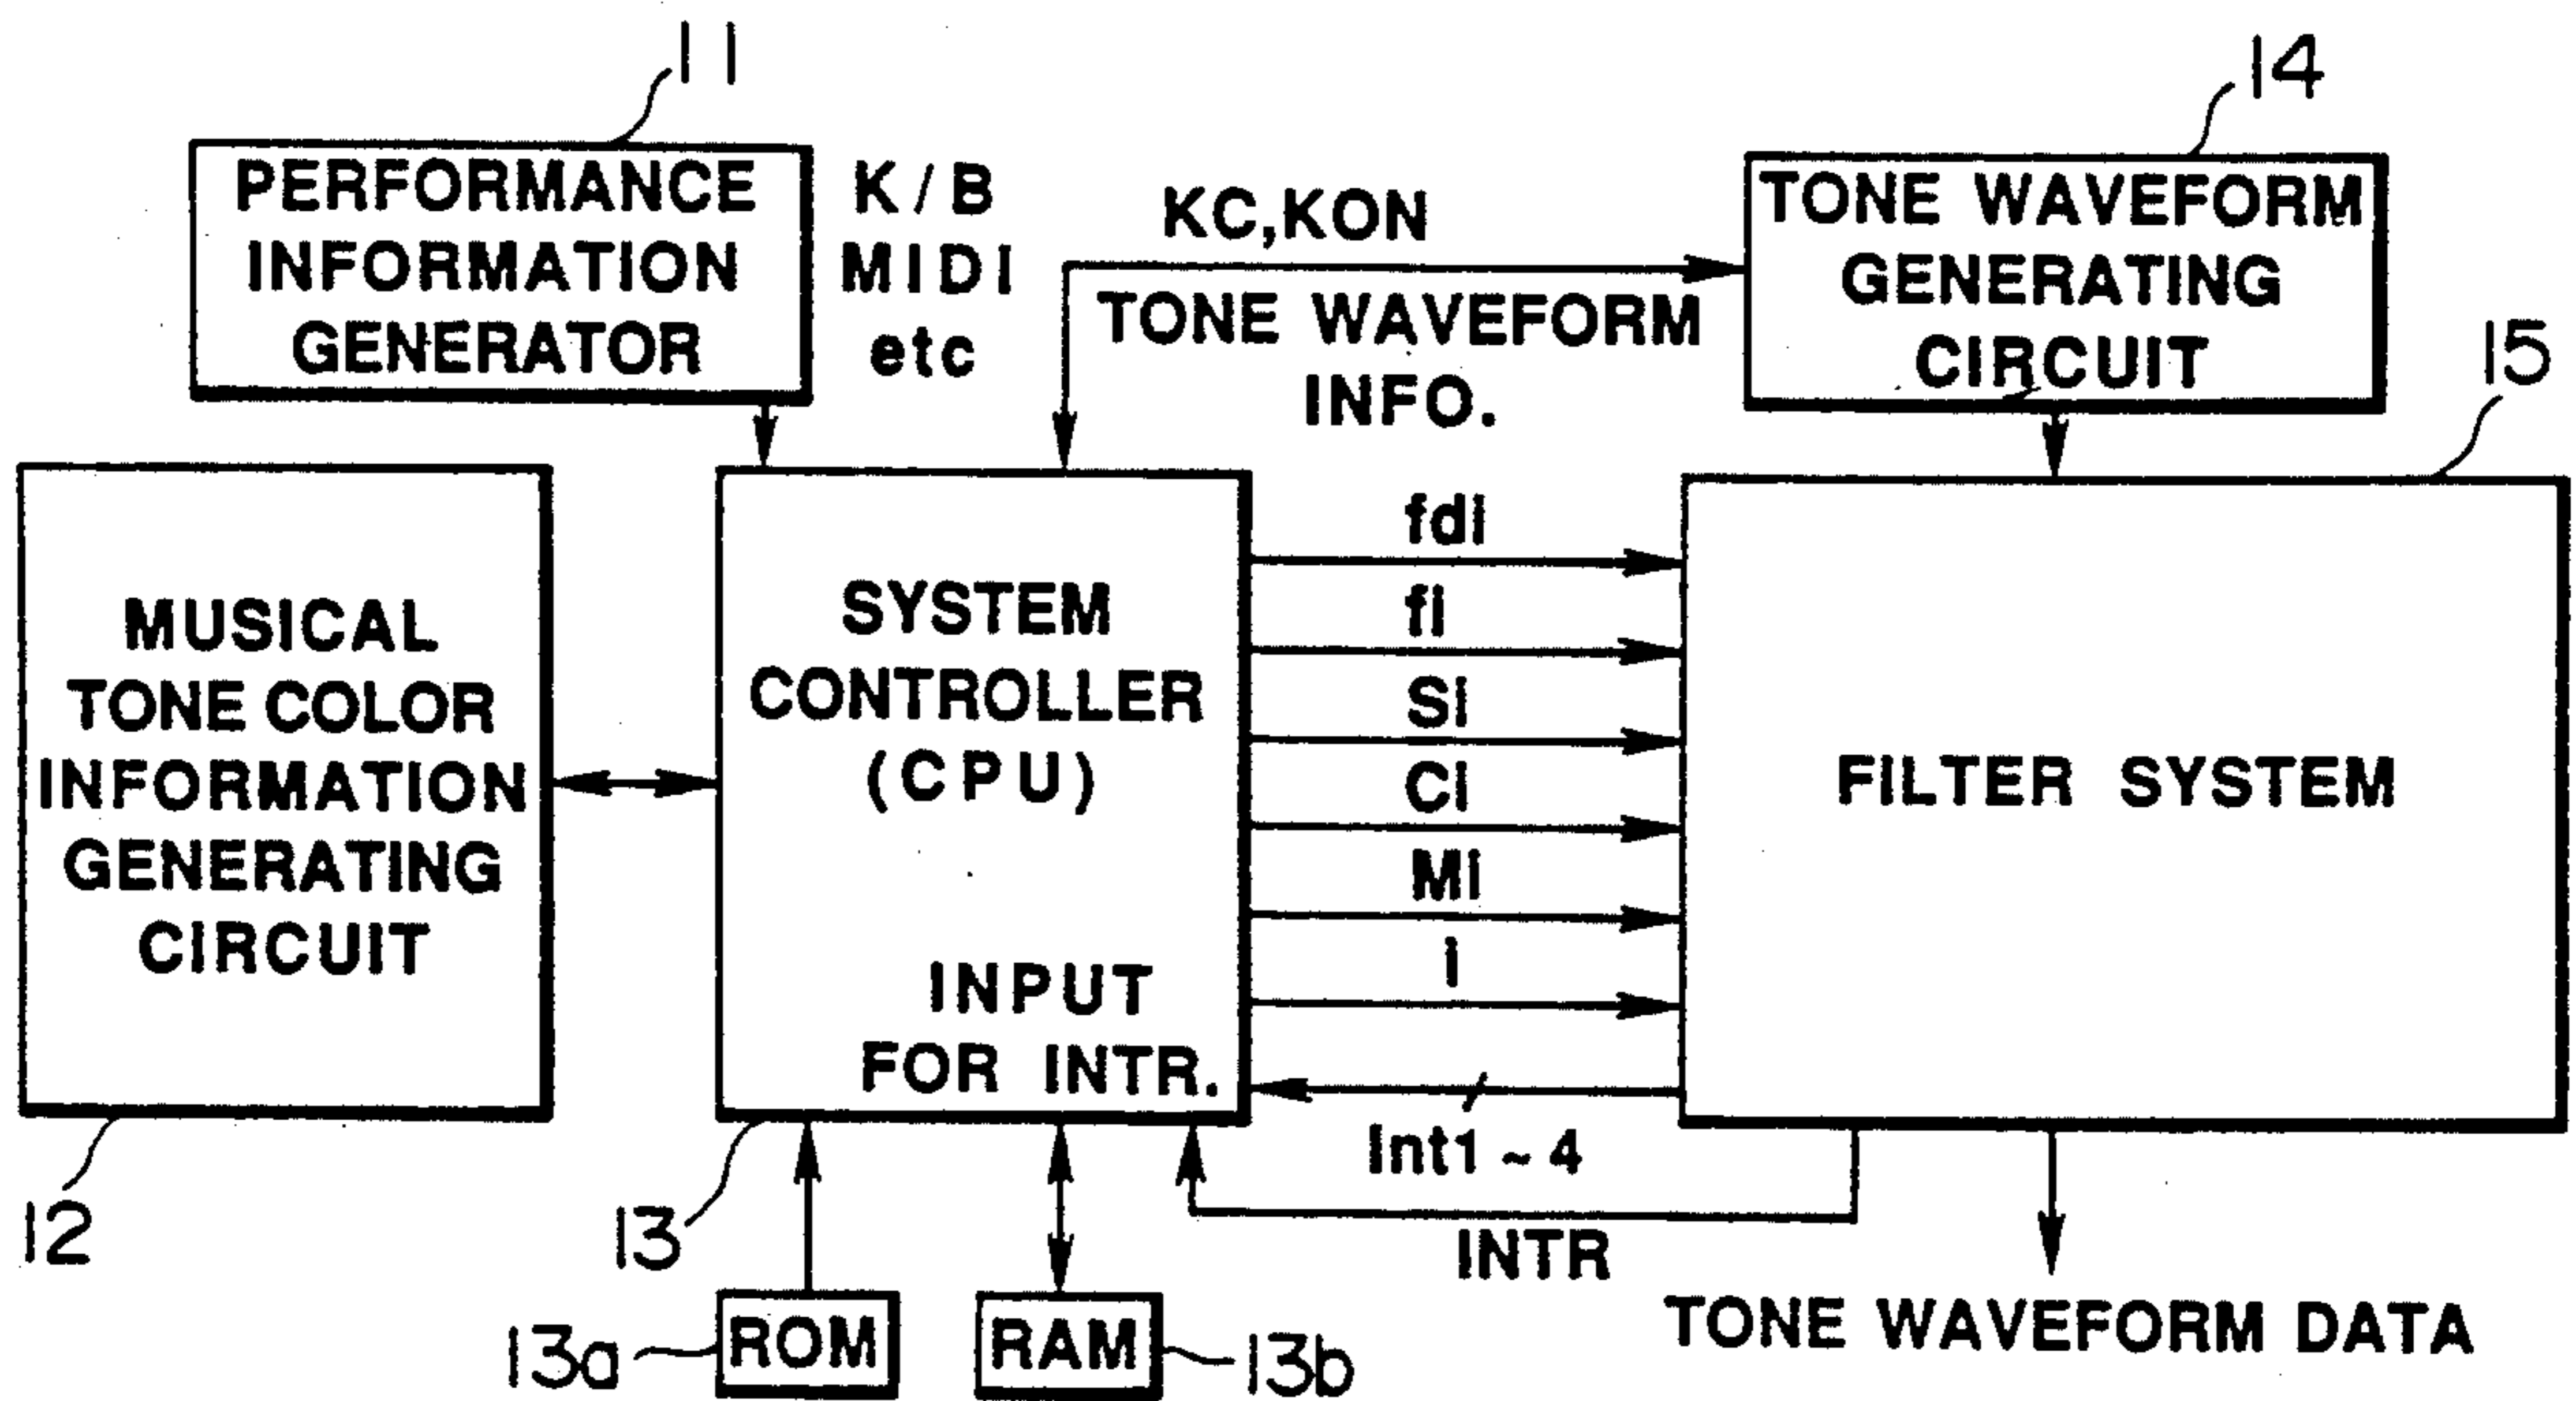 11
PERFORMANCE
INFORMATION
GENERATOR
K/B
MIDI
etc
KC,KON
TONE WAVEFORM
INFO.
14
TONE WAVEFORM
GENERATING
CIRCUIT
15
MUSICAL
TONE COLOR
INFORMATION
GENERATING
CIRCUIT
12
SYSTEM
CONTROLLER
(CPU)
INPUT
FOR INTR.
13
fdi
fi
Si
Ci
Mi
i
Int1~4
INTR
FILTER SYSTEM
TONE WAVEFORM DATA
13a
ROM
RAM
13b